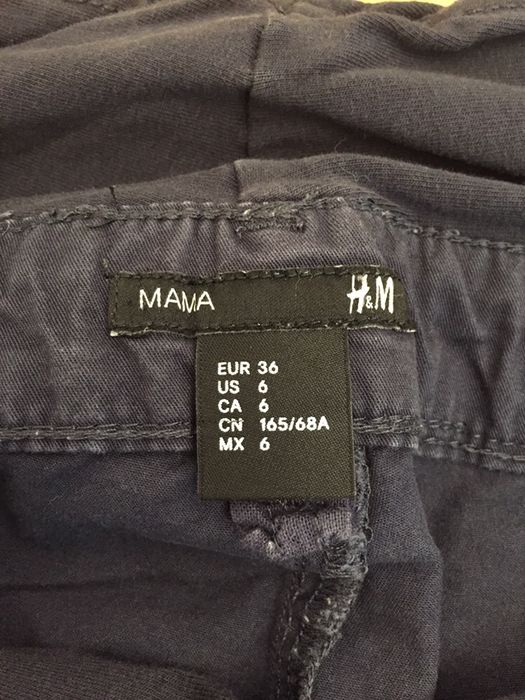 MAMA H&M
EUR 36
US 6
CA 6
CN 165/68A
MX 6